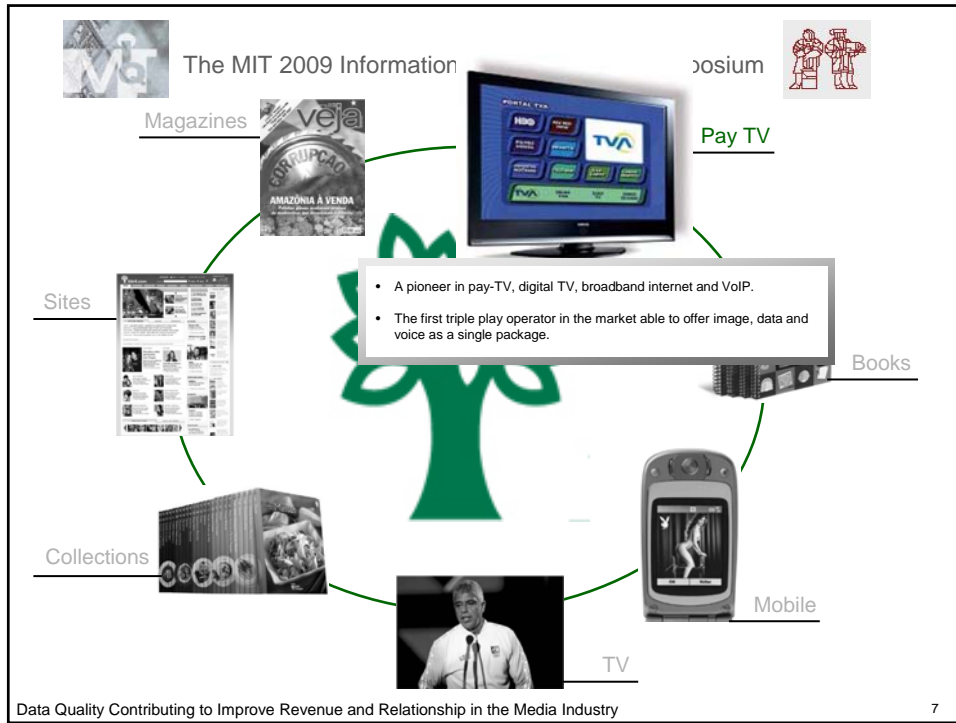 The MIT 2009 Information posium
Magazines
veja
CORRUPÇÃO
AMAZÔNIA À VENDA
PORTAL TVA
HBO
TVA
TVA
Pay TV
• A pioneer in pay-TV, digital TV, broadband internet and VoIP.
• The first triple play operator in the market able to offer image, data and
voice as a single package.
Sites
Books
Collections
Mobile
TV
Data Quality Contributing to Improve Revenue and Relationship in the Media Industry 7